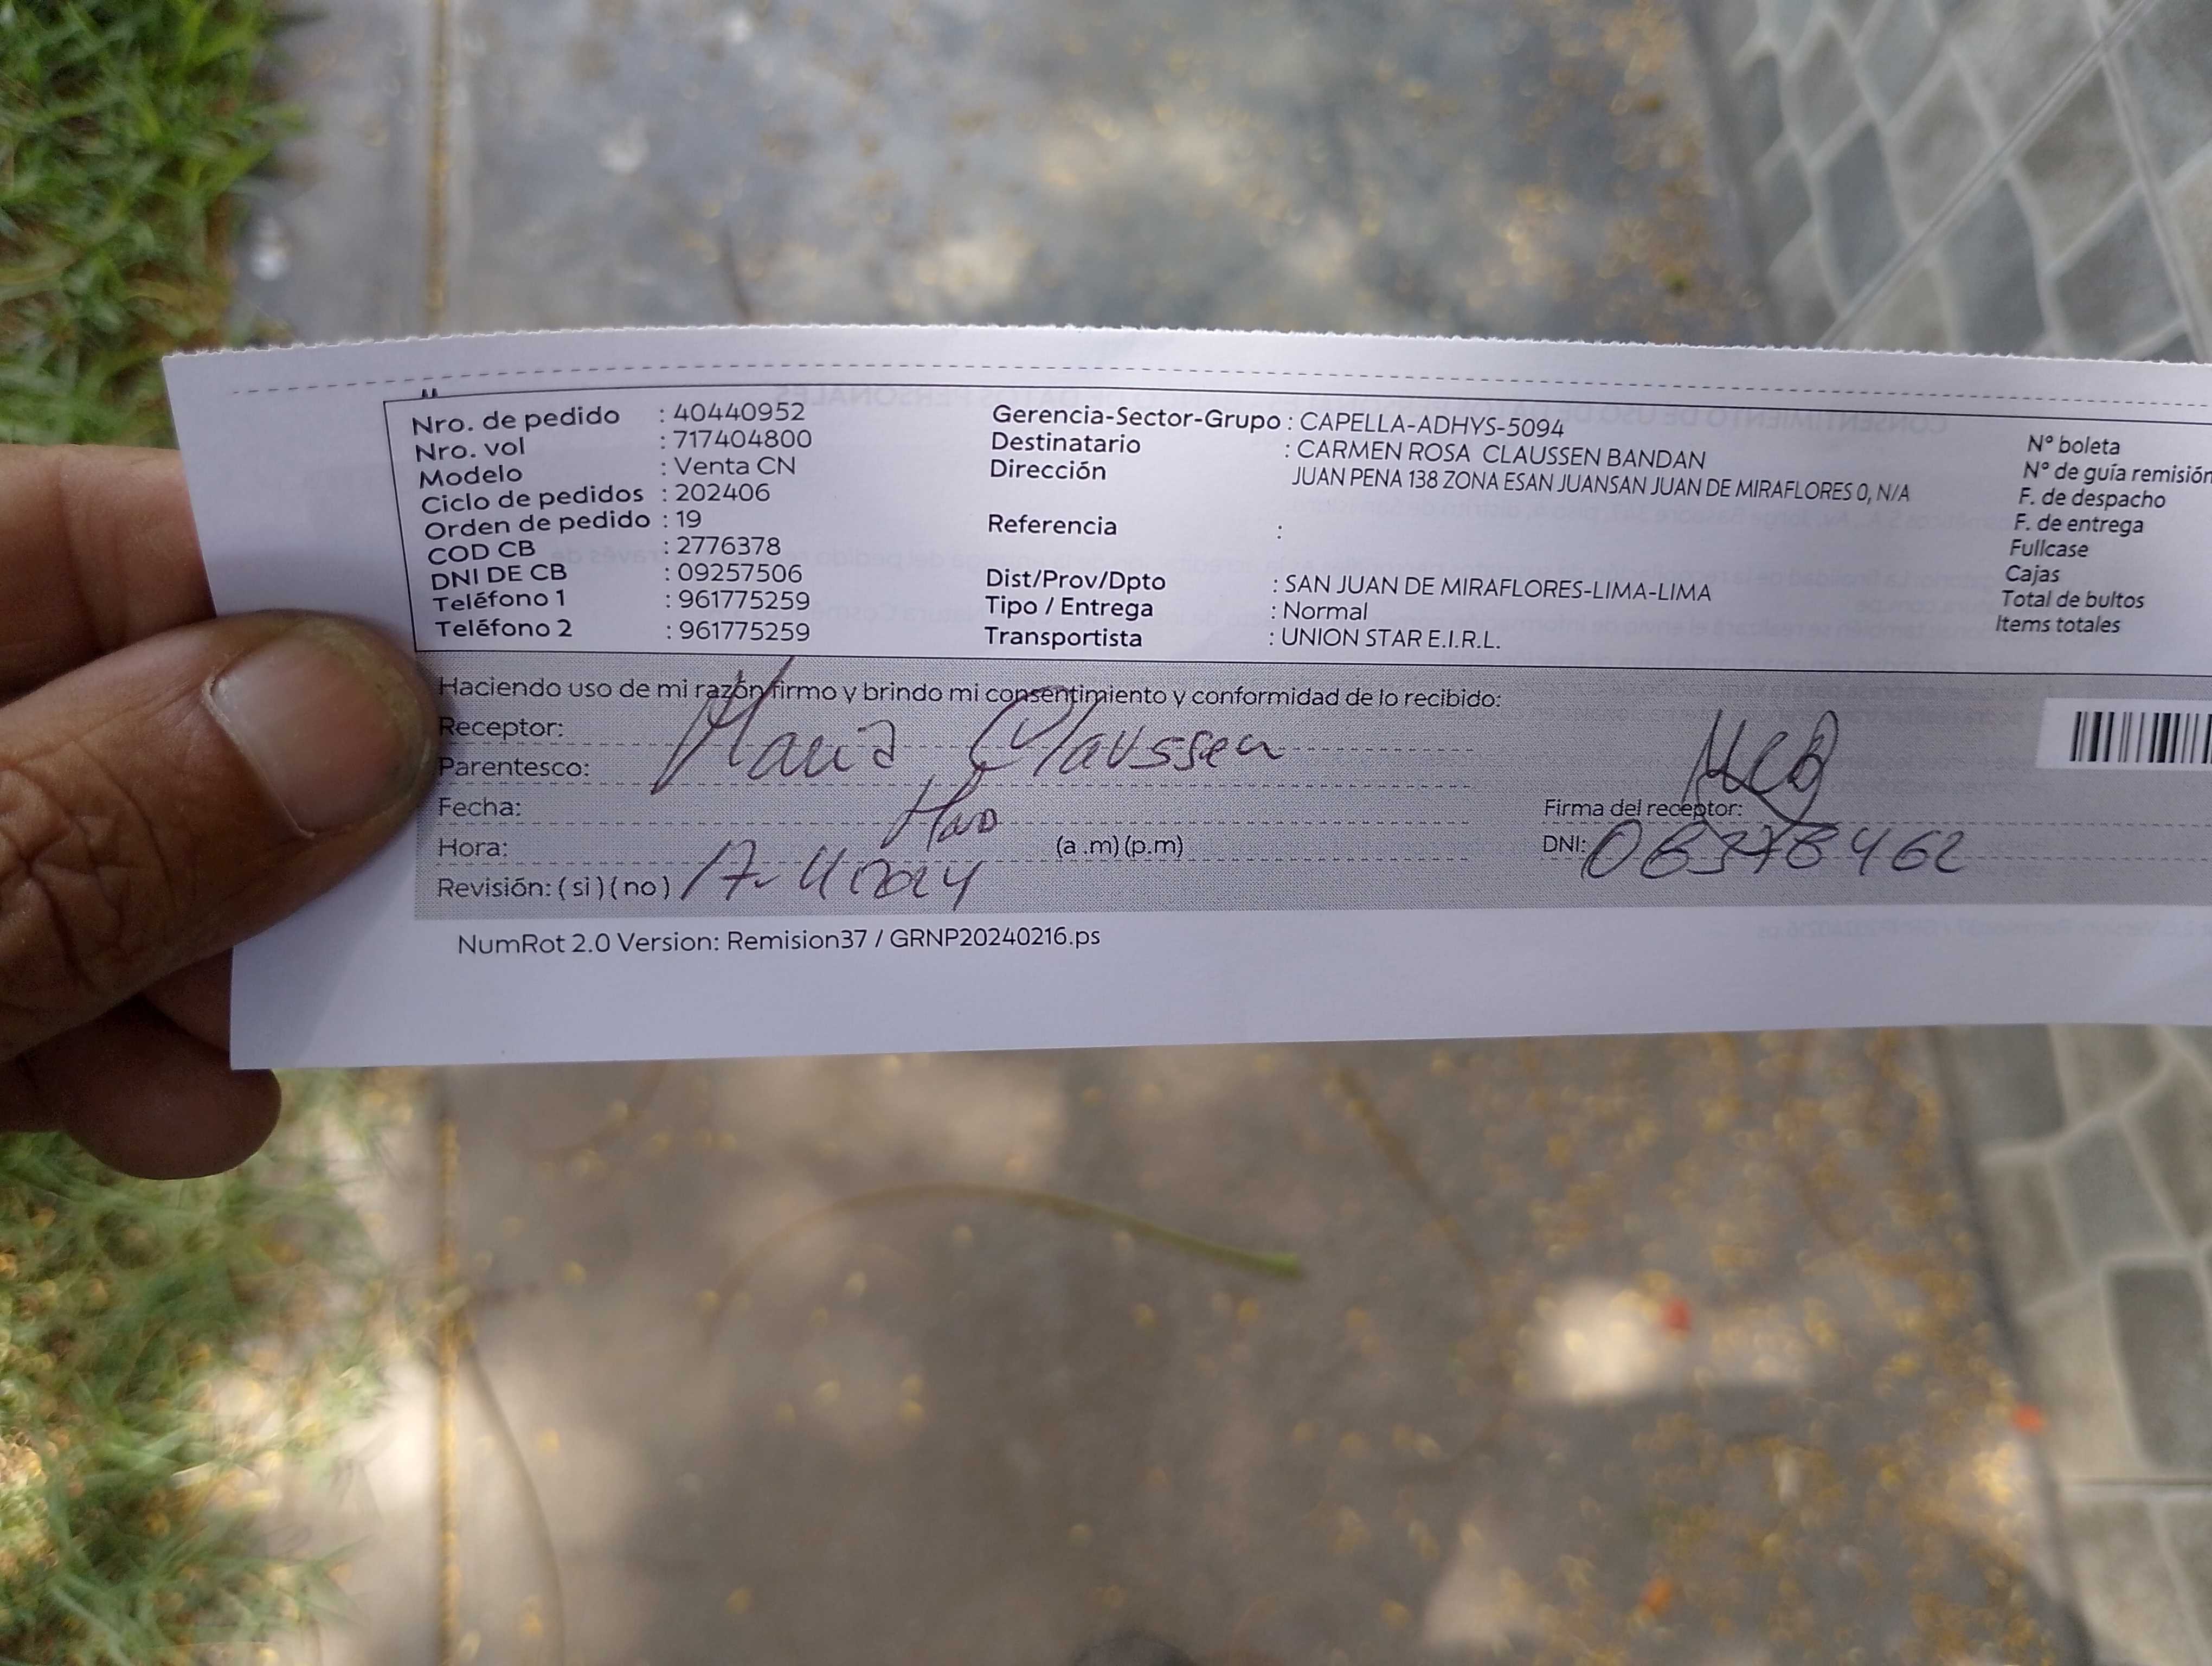 Nro. de pedido : 40440952
Nro. vol : 717404800
Modelo : Venta CN
Ciclo de pedidos : 202406
Orden de pedido : 19
COD CB : 2776378
DNI DE CB : 09257506
Teléfono 1 : 961775259
Teléfono 2 : 961775259
Gerencia-Sector-Grupo : CAPELLA-ADHYS-5094
Destinatario : CARMEN ROSA CLAUSSEN BANDAN
Dirección JUAN PENA 138 ZONA ESAN JUANSAN JUAN DE MIRAFLORES 0, N/A
Referencia :
Dist/Prov/Dpto : SAN JUAN DE MIRAFLORES-LIMA-LIMA
Tipo / Entrega : Normal
Transportista : UNION STAR E.I.R.L.
N° boleta
N° de guía remisión
F. de despacho
F. de entrega
Fullcase
Cajas
Total de bultos
Items totales
Haciendo uso de mi razón firmo y brindo mi consentimiento y conformidad de lo recibido:
Receptor: Maria Claussen
Parentesco:
Fecha:
Hora: (a .m) (p.m)
Revisión: ( si ) ( no )
Firma del receptor:
DNI:
NumRot 2.0 Version: Remision37 / GRNP20240216.ps